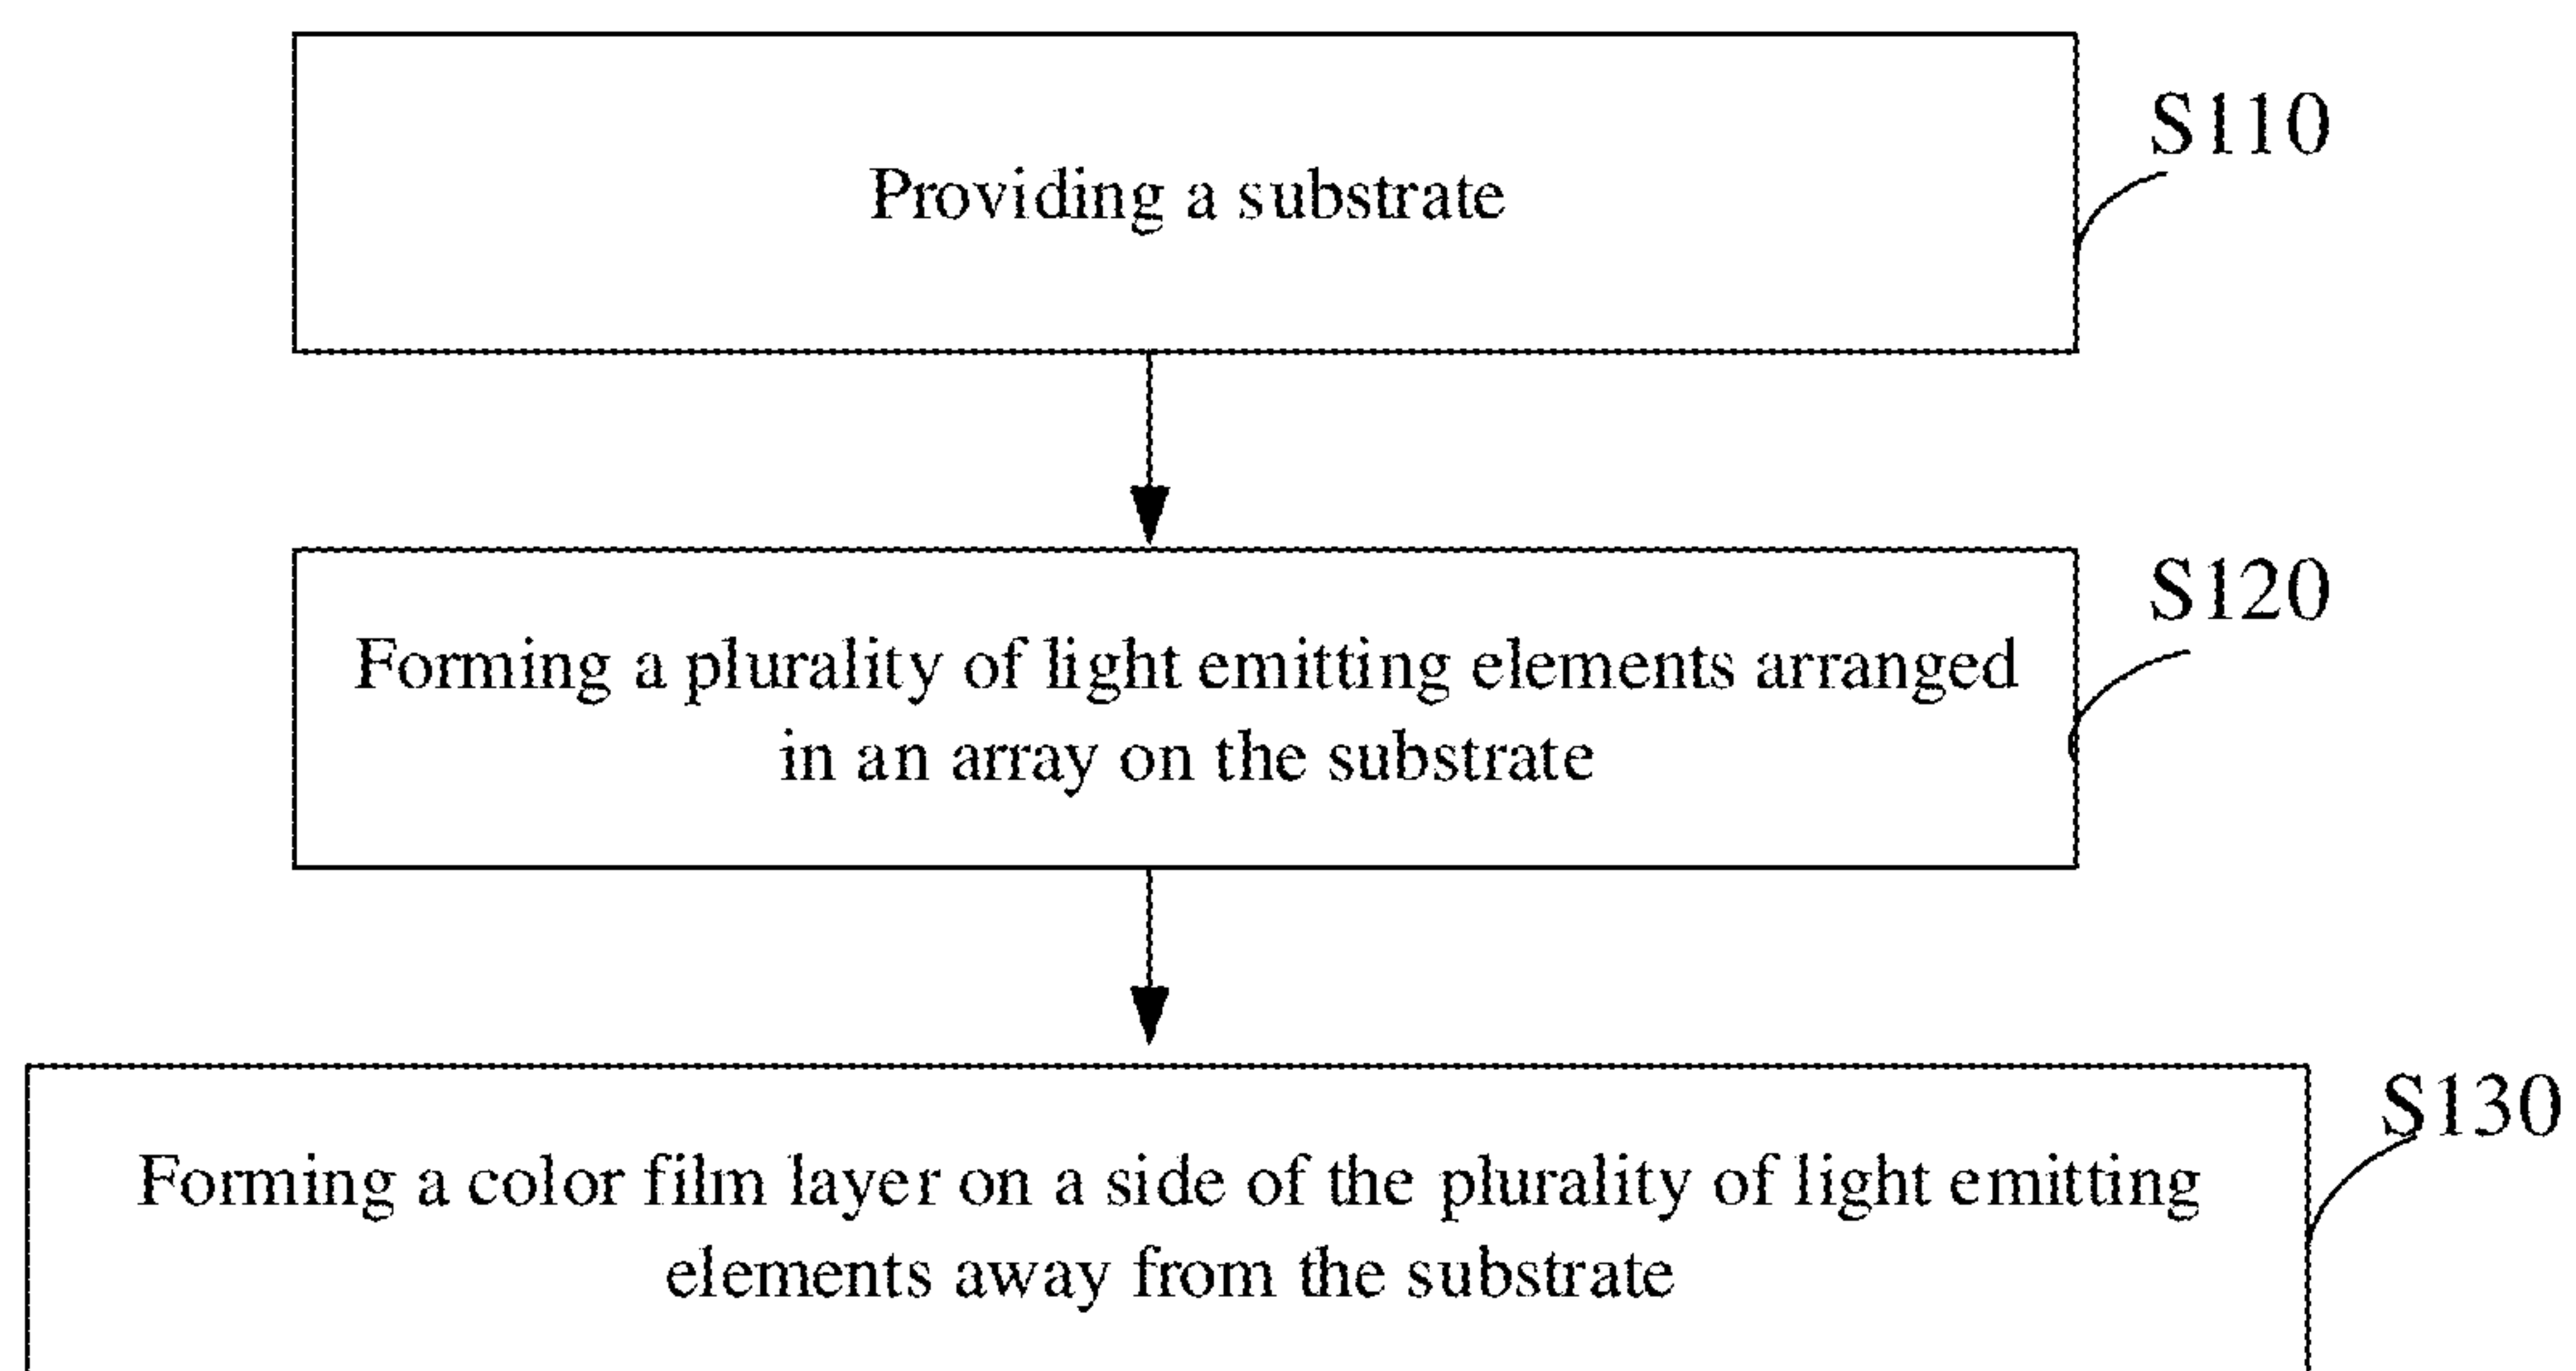 S110
Providing a substrate
S120
Forming a plurality of light emitting elements arranged
in an array on the substrate
S130
Forming a color film layer on a side of the plurality of light emitting
elements away from the substrate